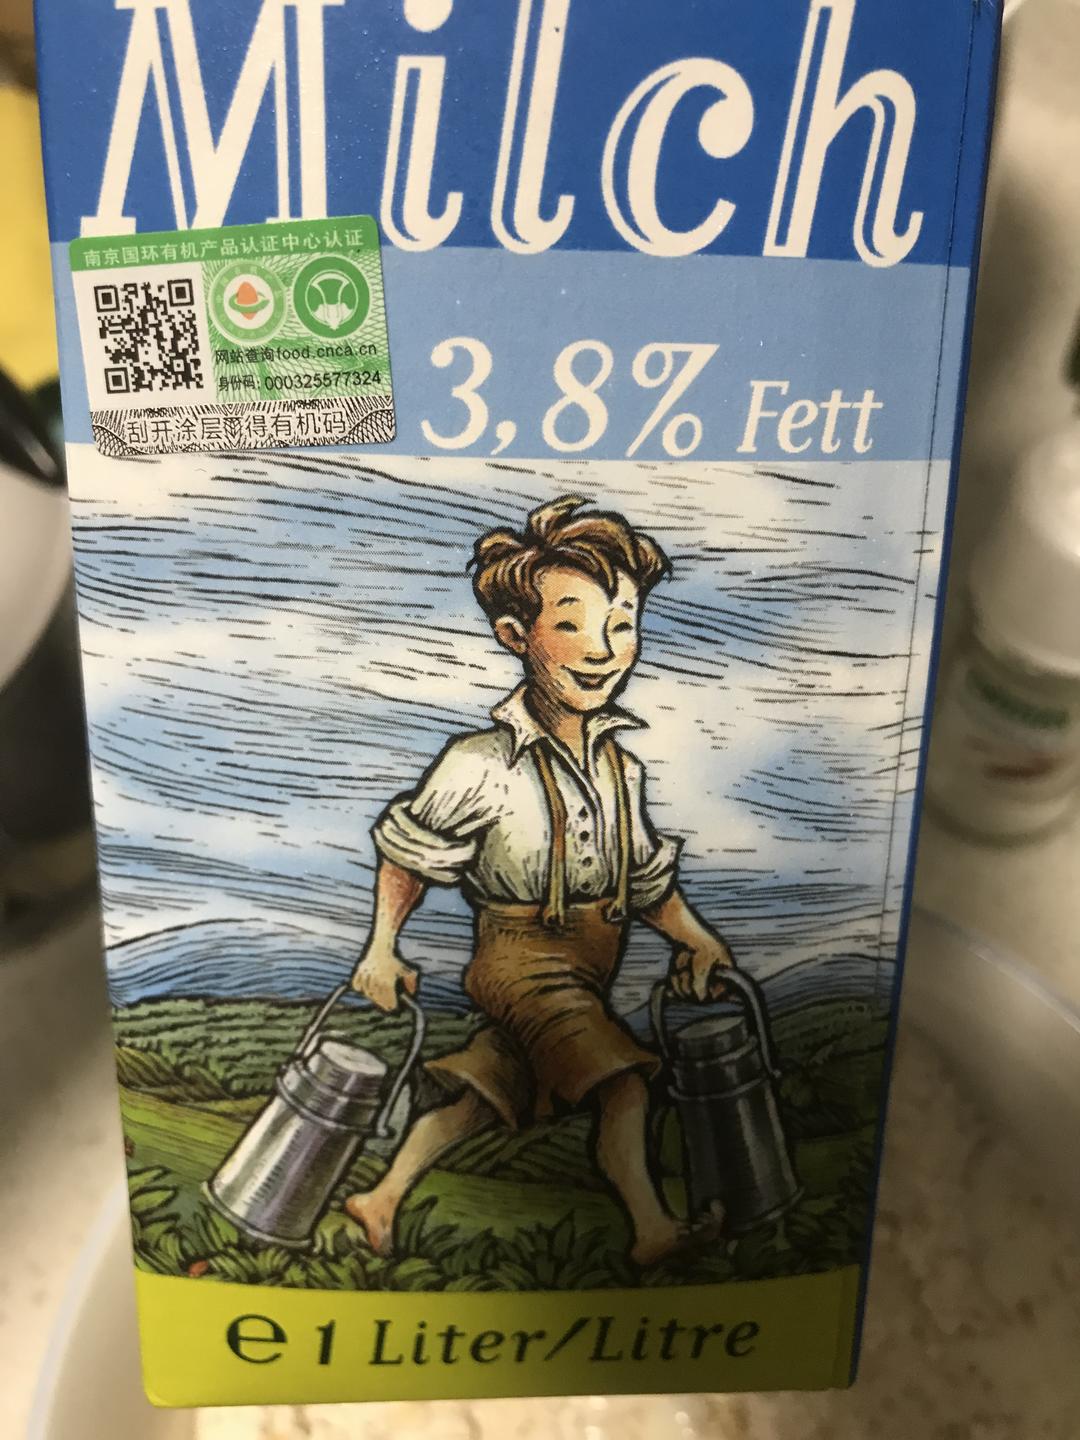 Milch
南京国环有机产品认证中心认证
网站查询food.cnca.cn
身份码: 000325577324
刮开涂层获得有机码
3,8% Fett
e 1 Liter/Litre